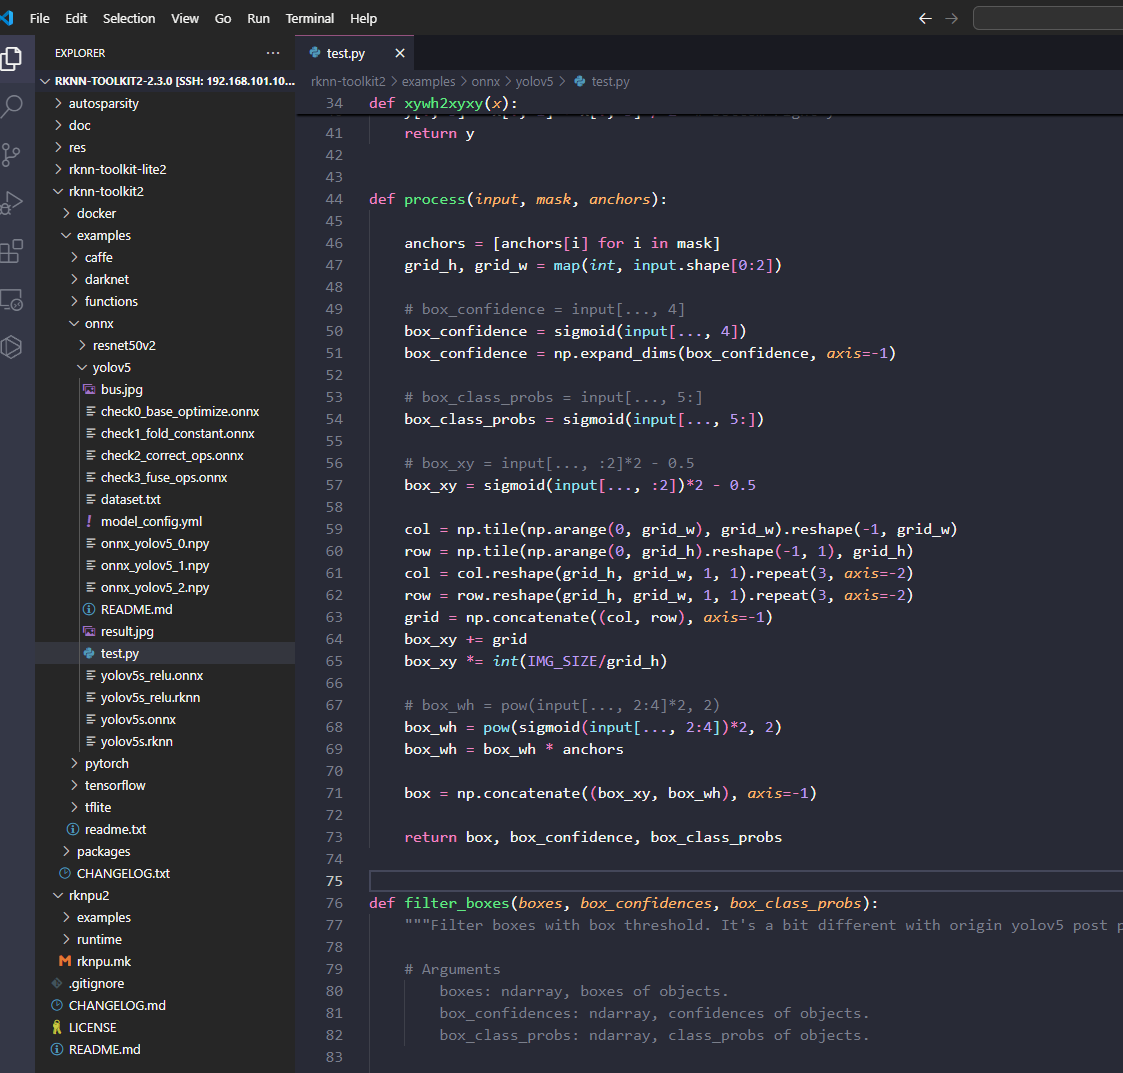 File Edit Selection View Go Run Terminal Help
EXPLORER
RKNN-TOOLKIT2-2.3.0 [SSH: 192.168.101.10...
autosparsity
doc
res
rknn-toolkit-lite2
rknn-toolkit2
docker
examples
caffe
darknet
functions
onnx
resnet50v2
yolov5
bus.jpg
check0_base_optimize.onnx
check1_fold_constant.onnx
check2_correct_ops.onnx
check3_fuse_ops.onnx
dataset.txt
model_config.yml
onnx_yolov5_0.npy
onnx_yolov5_1.npy
onnx_yolov5_2.npy
README.md
result.jpg
test.py
yolov5s_relu.onnx
yolov5s_relu.rknn
yolov5s.onnx
yolov5s.rknn
pytorch
tensorflow
tflite
readme.txt
packages
CHANGELOG.txt
rknpu2
examples
runtime
rknpu.mk
.gitignore
CHANGELOG.md
LICENSE
README.md
test.py
rknn-toolkit2 > examples > onnx > yolov5 > test.py
34 def xywh2xyxy(x):
41     return y
42
43
44 def process(input, mask, anchors):
45
46     anchors = [anchors[i] for i in mask]
47     grid_h, grid_w = map(int, input.shape[0:2])
48
49     # box_confidence = input[..., 4]
50     box_confidence = sigmoid(input[..., 4])
51     box_confidence = np.expand_dims(box_confidence, axis=-1)
52
53     # box_class_probs = input[..., 5:]
54     box_class_probs = sigmoid(input[..., 5:])
55
56     # box_xy = input[..., :2]*2 - 0.5
57     box_xy = sigmoid(input[..., :2])*2 - 0.5
58
59     col = np.tile(np.arange(0, grid_w), grid_w).reshape(-1, grid_w)
60     row = np.tile(np.arange(0, grid_h).reshape(-1, 1), grid_h)
61     col = col.reshape(grid_h, grid_w, 1, 1).repeat(3, axis=-2)
62     row = row.reshape(grid_h, grid_w, 1, 1).repeat(3, axis=-2)
63     grid = np.concatenate((col, row), axis=-1)
64     box_xy += grid
65     box_xy *= int(IMG_SIZE/grid_h)
66
67     # box_wh = pow(input[..., 2:4]*2, 2)
68     box_wh = pow(sigmoid(input[..., 2:4])*2, 2)
69     box_wh = box_wh * anchors
70
71     box = np.concatenate((box_xy, box_wh), axis=-1)
72
73     return box, box_confidence, box_class_probs
74
75
76 def filter_boxes(boxes, box_confidences, box_class_probs):
77     """Filter boxes with box threshold. It's a bit different with origin yolov5 post
78
79     # Arguments
80         boxes: ndarray, boxes of objects.
81         box_confidences: ndarray, confidences of objects.
82         box_class_probs: ndarray, class_probs of objects.
83